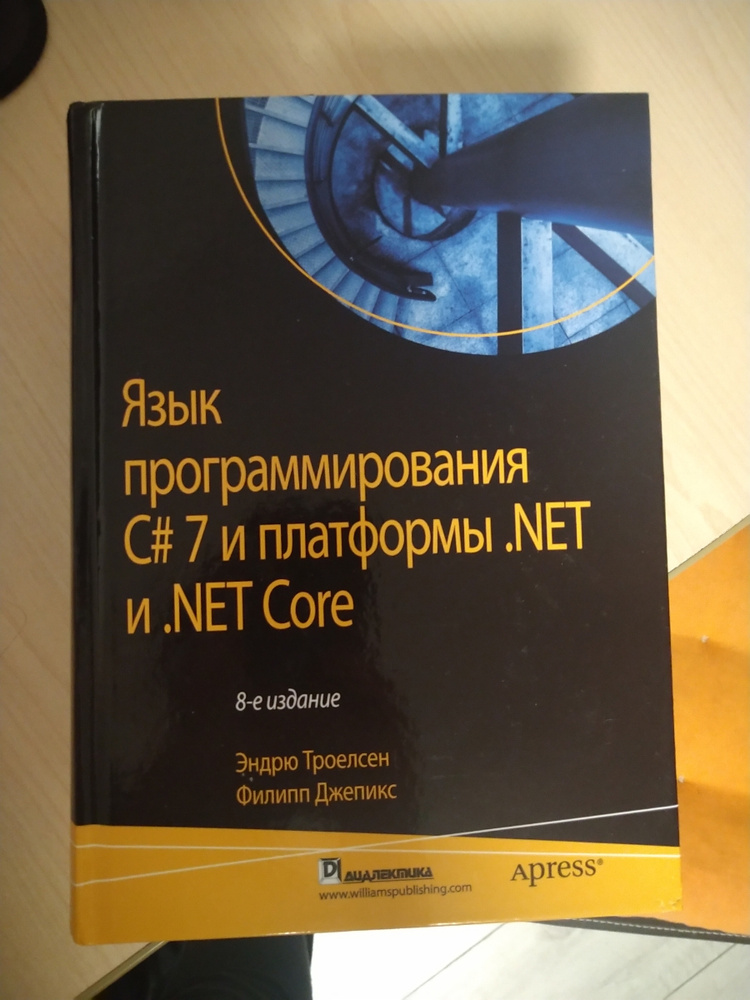 Язык
программирования
C# 7 и платформы .NET
и .NET Core
8-е издание
Эндрю Троелсен
Филипп Джепикс
ДИАЛЕКТИКА
www.williamspublishing.com
Apress®